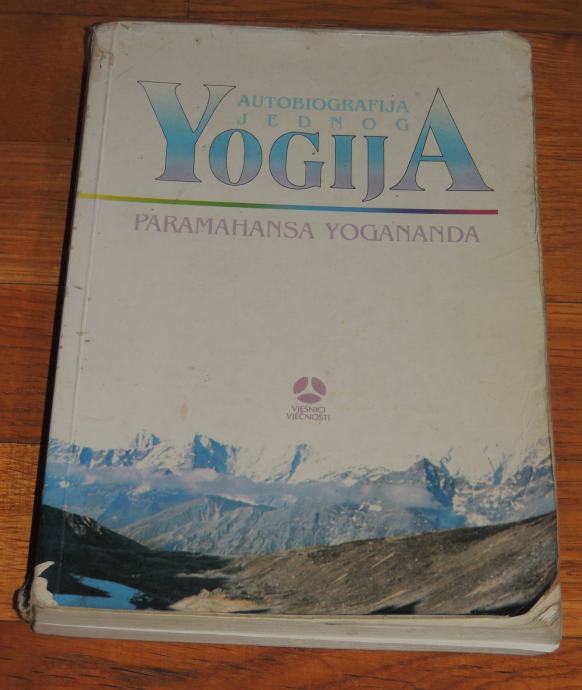 AUTOBIOGRAFIJA
JEDNOG
YOGIJA
PARAMAHANSA YOGANANDA
VJESNICI
VJEČNOSTI